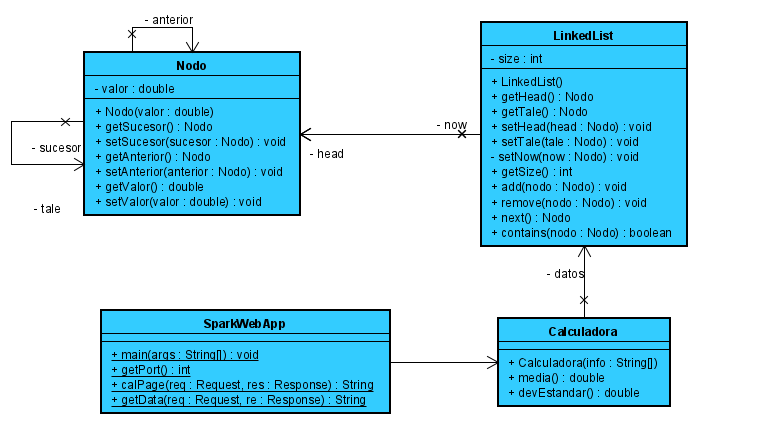 - anterior
Nodo
- valor : double
+ Nodo(valor : double)
+ getSucesor() : Nodo
+ setSucesor(sucesor : Nodo) : void
+ getAnterior() : Nodo
+ setAnterior(anterior : Nodo) : void
+ getValor() : double
+ setValor(valor : double) : void
- sucesor
- tale
- head
- now
LinkedList
- size : int
+ LinkedList()
+ getHead() : Nodo
+ getTale() : Nodo
+ setHead(head : Nodo) : void
+ setTale(tale : Nodo) : void
- setNow(now : Nodo) : void
+ getSize() : int
+ add(nodo : Nodo) : void
+ remove(nodo : Nodo) : void
+ next() : Nodo
+ contains(nodo : Nodo) : boolean
- datos
SparkWebApp
+ main(args : String[]) : void
+ getPort() : int
+ calPage(req : Request, res : Response) : String
+ getData(req : Request, re : Response) : String
Calculadora
+ Calculadora(info : String[])
+ media() : double
+ devEstandar() : double